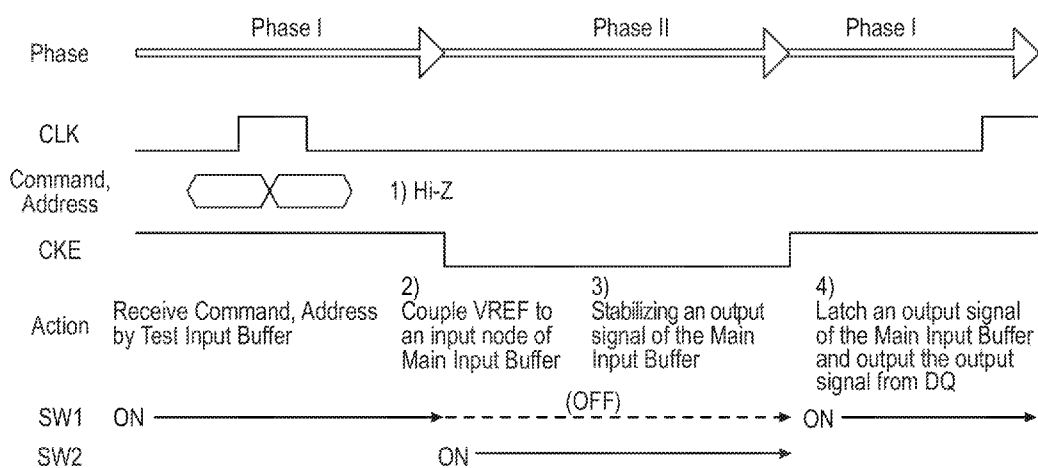 Phase I
Phase II
Phase I
Phase
CLK
Command,
Address
1) Hi-Z
CKE
Action
Receive Command, Address
by Test Input Buffer
2)
Couple VREF to
an input node of
Main Input Buffer
3)
Stabilizing an output
signal of the Main
Input Buffer
4)
Latch an output signal
of the Main Input Buffer
and output the output
signal from DQ
SW1
ON
(OFF)
ON
SW2
ON